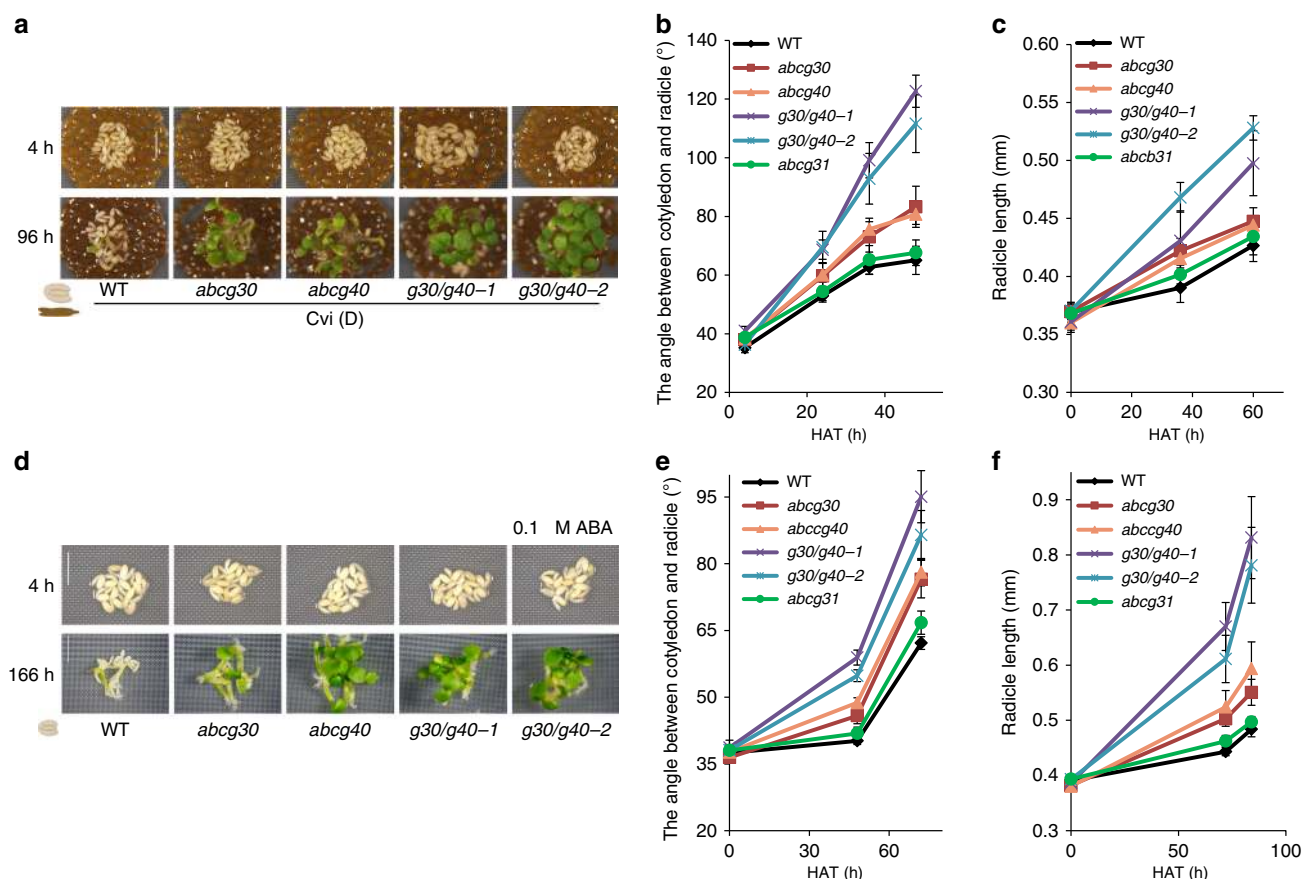 a
4 h
96 h
WT abcg30 abcg40 g30/g40–1 g30/g40–2
Cvi (D)
b
The angle between cotyledon and radicle (°)
140
120
100
80
60
40
20
0 20 40
HAT (h)
WT
abcg30
abcg40
g30/g40–1
g30/g40–2
abcg31
c
Radicle length (mm)
0.60
0.55
0.50
0.45
0.40
0.35
0.30
0 20 40 60
HAT (h)
WT
abcg30
abcg40
g30/g40–1
g30/g40–2
abcb31
d
0.1 M ABA
4 h
166 h
WT abcg30 abcg40 g30/g40–1 g30/g40–2
e
The angle between cotyledon and radicle (°)
95
80
65
50
35
20
0 20 40 60
HAT (h)
WT
abcg30
abccg40
g30/g40–1
g30/g40–2
abcg31
f
Radicle length (mm)
0.9
0.8
0.7
0.6
0.5
0.4
0.3
0 50 100
HAT (h)
WT
abcg30
abccg40
g30/g40–1
g30/g40–2
abcg31